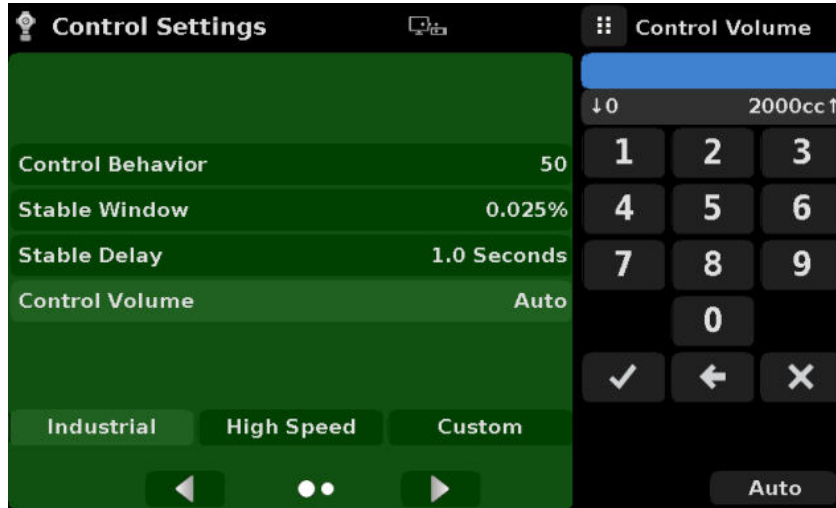 Control Settings
Control Volume
↓0 2000cc↑
Control Behavior 50
Stable Window 0.025%
Stable Delay 1.0 Seconds
Control Volume Auto
1 2 3
4 5 6
7 8 9
0
Industrial High Speed Custom
Auto